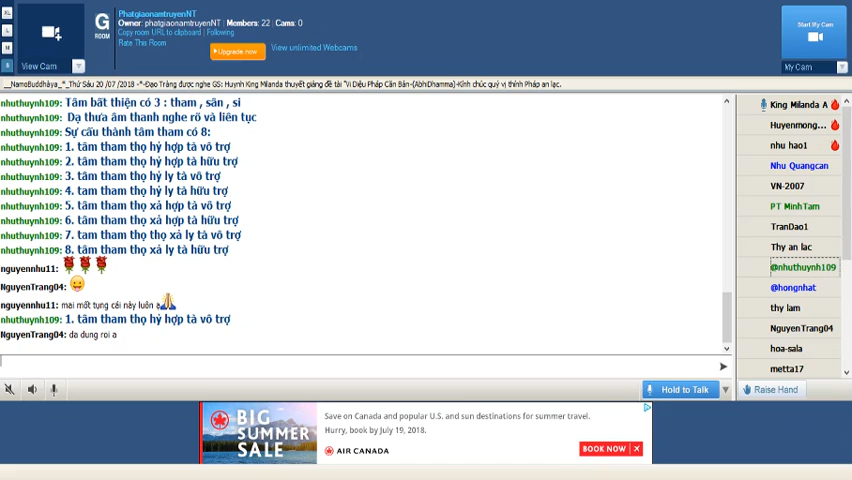 XL
L
M
S
View Cam
G
ROOM
PhatgiaonamtruyenNT
Owner: phatgiaonamtruyenNT | Members: 22 | Cams: 0
Copy room URL to clipboard | Following
Rate This Room
Upgrade now
View unlimited Webcams
Start My Cam
My Cam
__NamoBuddhàya_*_Thứ Sáu 20 /07 /2018 -*-Đạo Tràng được nghe GS: Huynh King Milanda thuyết giảng đề tài "Vi Diệu Pháp Căn Bản-(AbhiDhamma)-Kính chúc quý vị thính Pháp an lạc.
nhuthuynh109: Tâm bất thiện có 3 : tham , sân , si
nhuthuynh109: Dạ thưa âm thanh nghe rõ và liên tục
nhuthuynh109: Sự cấu thành tâm tham có 8:
nhuthuynh109: 1. tâm tham thọ hỷ hợp tà vô trợ
nhuthuynh109: 2. tâm tham thọ hỷ hợp tà hữu trợ
nhuthuynh109: 3. tâm tham thọ hỷ ly tà vô trợ
nhuthuynh109: 4. tam tham thọ hỷ ly tà hữu trợ
nhuthuynh109: 5. tâm tham thọ xả hợp tà vô trợ
nhuthuynh109: 6. tâm tham thọ xả hợp tà hữu trợ
nhuthuynh109: 7. tam tham thọ thọ xả ly tà vô trợ
nhuthuynh109: 8. tâm tham thọ xả ly tà hữu trợ
nguyennhu11:
NguyenTrang04:
nguyennhu11: mai mốt tụng cái này luôn ạ
nhuthuynh109: 1. tâm tham thọ hỷ hợp tà vô trợ
NguyenTrang04: da dung roi a
King Milanda A
Huyenmong...
nhu hao1
Nhu Quangcan
VN-2007
PT MinhTam
TranDao1
Thy an lac
@nhuthuynh109
@hongnhat
thy lam
NguyenTrang04
hoa-sala
metta17
Hold to Talk
Raise Hand
BIG
SUMMER
SALE
Save on Canada and popular U.S. and sun destinations for summer travel.
Hurry, book by July 19, 2018.
AIR CANADA
BOOK NOW